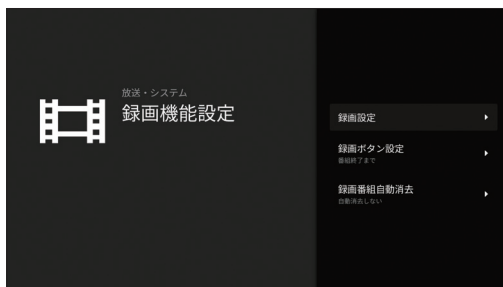 放送・システム
録画機能設定
録画設定
録画ボタン設定
番組終了まで
録画番組自動消去
自動消去しない